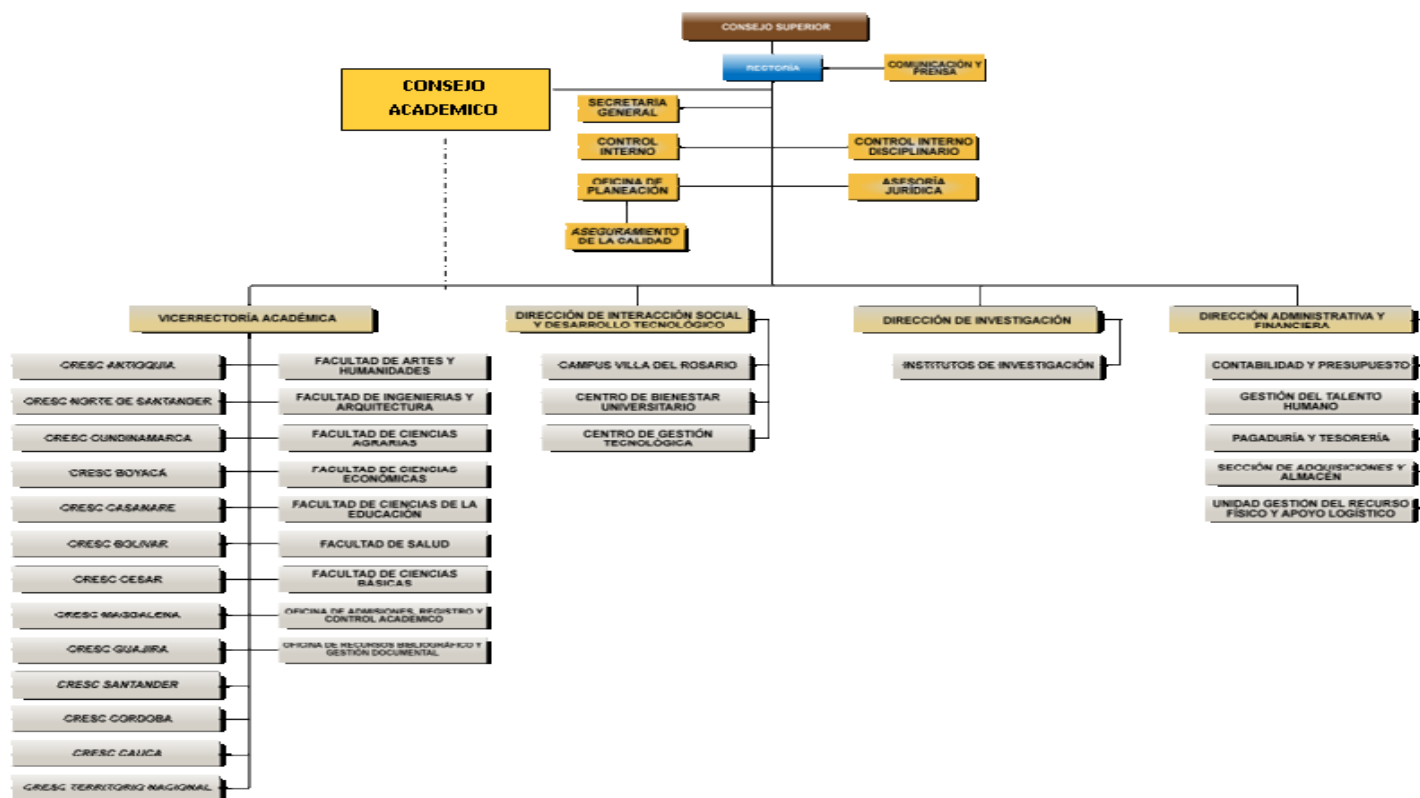 CONSEJO SUPERIOR
RECTORÍA
COMUNICACIÓN Y
PRENSA
CONSEJO
ACADEMICO
SECRETARÍA
GENERAL
CONTROL
INTERNO
CONTROL INTERNO
DISCIPLINARIO
OFICINA DE
PLANEACIÓN
ASESORÍA
JURÍDICA
ASEGURAMIENTO
DE LA CALIDAD
VICERRECTORÍA ACADÉMICA
CRESC ANTIOQUIA
CRESC NORTE DE SANTANDER
CRESC CUNDINAMARCA
CRESC BOYACÁ
CRESC CASANARE
CRESC BOLIVAR
CRESC CESAR
CRESC MAGDALENA
CRESC GUAJIRA
CRESC SANTANDER
CRESC CORDOBA
CRESC CAUCA
CRESC TERRITORIO NACIONAL
FACULTAD DE ARTES Y
HUMANIDADES
FACULTAD DE INGENIERIAS Y
ARQUITECTURA
FACULTAD DE CIENCIAS
AGRARIAS
FACULTAD DE CIENCIAS
ECONÓMICAS
FACULTAD DE CIENCIAS DE LA
EDUCACIÓN
FACULTAD DE SALUD
FACULTAD DE CIENCIAS
BÁSICAS
OFICINA DE ADMISIONES, REGISTRO Y
CONTROL ACADEMICO
OFICINA DE RECURSOS BIBLIOGRÁFICO Y
GESTIÓN DOCUMENTAL
DIRECCIÓN DE INTERACCIÓN SOCIAL
Y DESARROLLO TECNOLÓGICO
CAMPUS VILLA DEL ROSARIO
CENTRO DE BIENESTAR
UNIVERSITARIO
CENTRO DE GESTIÓN
TECNOLÓGICA
DIRECCIÓN DE INVESTIGACIÓN
INSTITUTOS DE INVESTIGACIÓN
DIRECCIÓN ADMINISTRATIVA Y
FINANCIERA
CONTABILIDAD Y PRESUPUESTO
GESTIÓN DEL TALENTO
HUMANO
PAGADURÍA Y TESORERÍA
SECCIÓN DE ADQUISICIONES Y
ALMACÉN
UNIDAD GESTIÓN DEL RECURSO
FÍSICO Y APOYO LOGÍSTICO